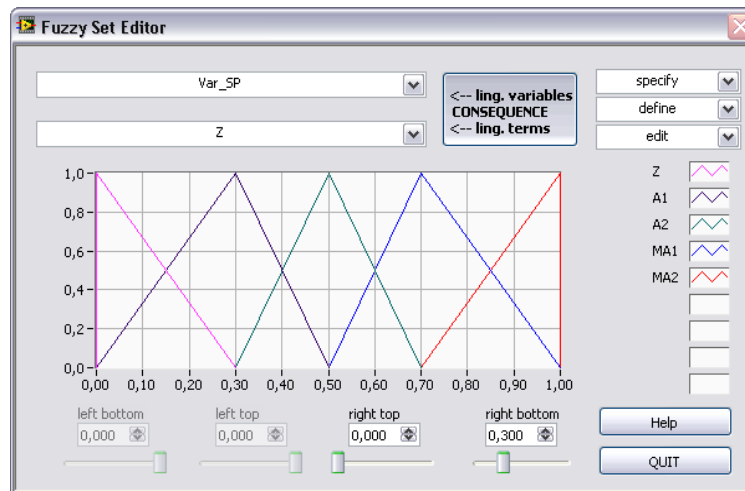 Fuzzy Set Editor
Var_SP
Z
<-- ling. variables
CONSEQUENCE
<-- ling. terms
specify
define
edit
1,0
0,8
0,6
0,4
0,2
0,0
0,00 0,10 0,20 0,30 0,40 0,50 0,60 0,70 0,80 0,90 1,00
Z
A1
A2
MA1
MA2
left bottom left top right top right bottom
0,000 0,000 0,000 0,300
Help
QUIT